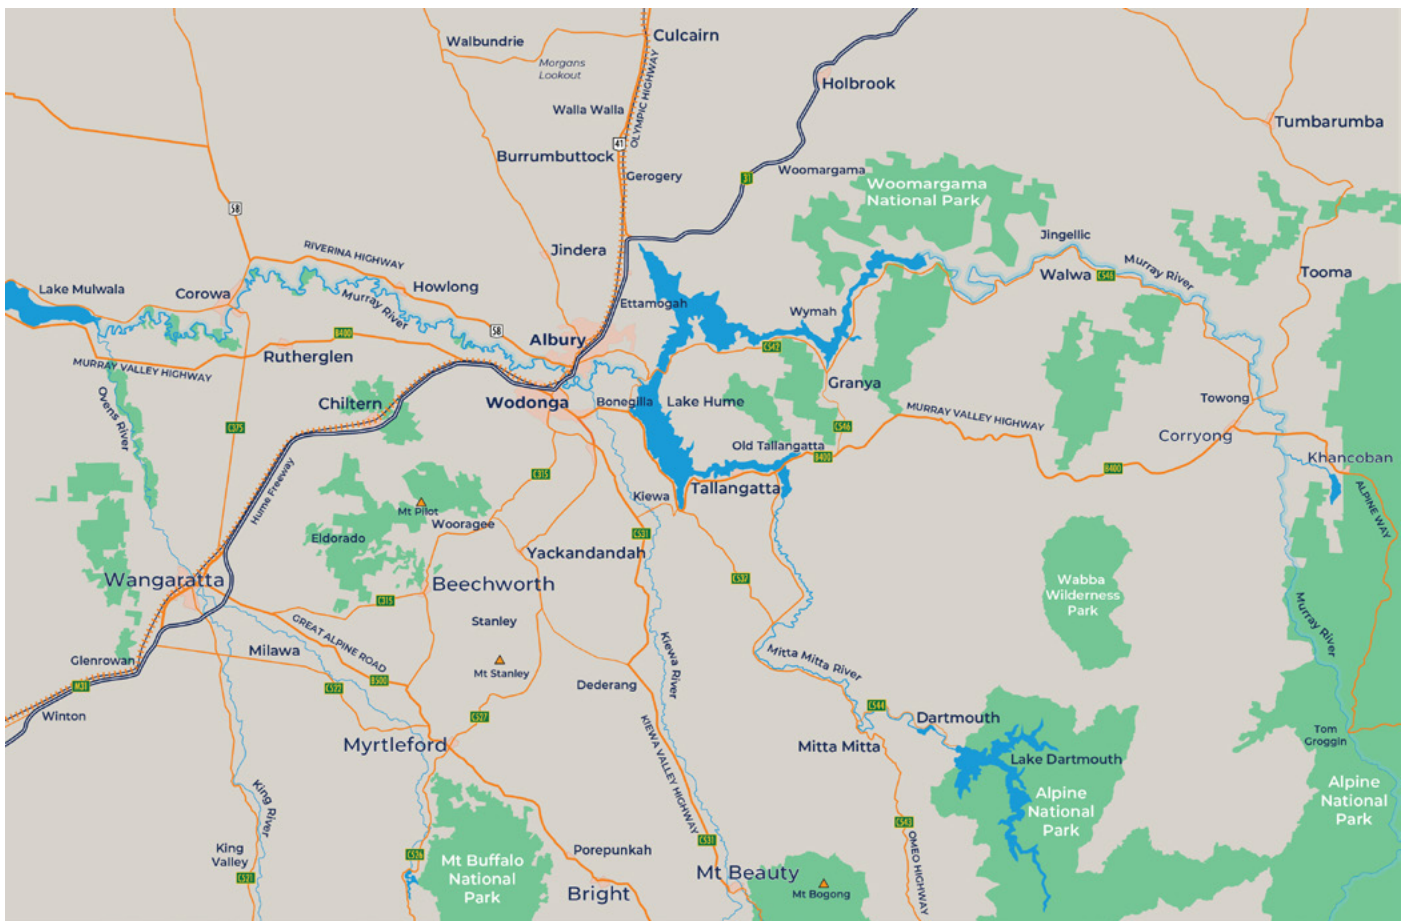 Culcairn
Walbundrie
Morgans
Lookout
OLYMPIC HIGHWAY
Holbrook
Walla Walla
Tumbarumba
41
Burrumbuttock
Gerogery
31
Woomargama
Woomargama
National Park
58
Jindera
RIVERINA HIGHWAY
Jingellic
Murray River
Walwa
C546
Tooma
Lake Mulwala
Corowa
Howlong
Murray River
Ettamogah
Wymah
58
B400
Albury
C542
Rutherglen
MURRAY VALLEY HIGHWAY
Granya
Ovens River
Chiltern
Wodonga
Bonegilla
Lake Hume
MURRAY VALLEY HIGHWAY
Towong
C375
C546
Corryong
Old Tallangatta
B400
B400
Khancoban
Hume Freeway
C315
Kiewa
Tallangatta
ALPINE WAY
Mt Pilot
Wooragee
Eldorado
C531
Yackandandah
Wangaratta
Beechworth
C537
Wabba
Wilderness
Park
C315
Stanley
GREAT ALPINE ROAD
Murray River
Milawa
Kiewa River
Mitta Mitta River
Glenrowan
Mt Stanley
M31
C522
B500
Dederang
Winton
C527
C544
Dartmouth
KIEWA VALLEY HIGHWAY
Myrtleford
Mitta Mitta
Tom
Groggin
Lake Dartmouth
King River
Alpine
National
Park
Alpine
National
Park
C543
OMEO HIGHWAY
King
Valley
C526
Porepunkah
C531
Mt Buffalo
National
Park
Mt Beauty
C521
Bright
Mt Bogong